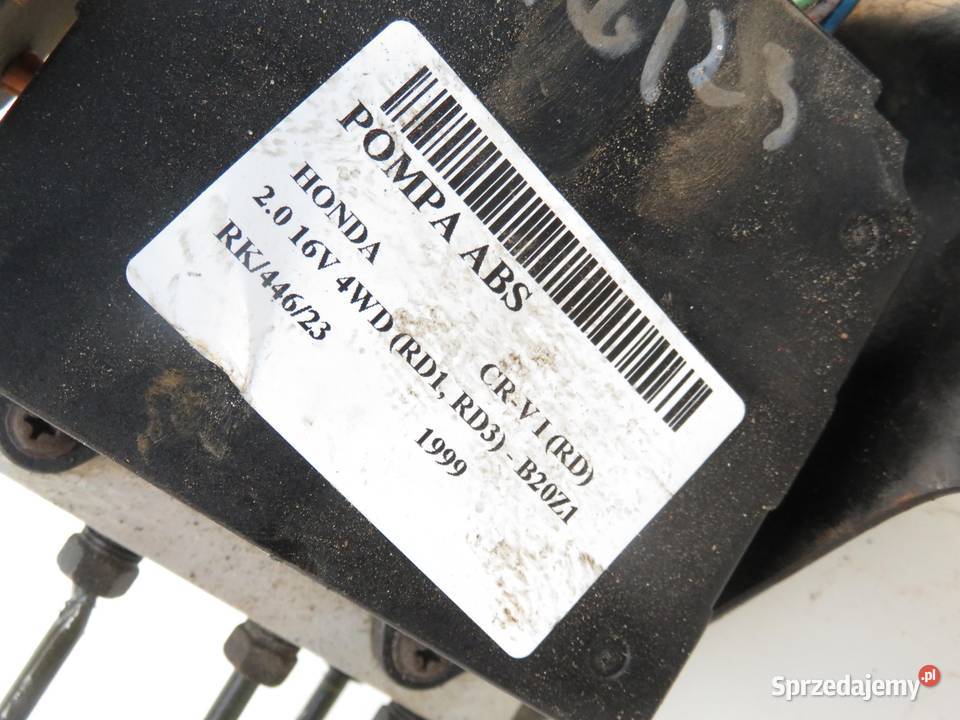 POMPA ABS
HONDA CR-V I (RD)
2.0 16V 4WD (RD1, RD3) - B20Z1
RK/446/23 1999
Sprzedajemy.pl